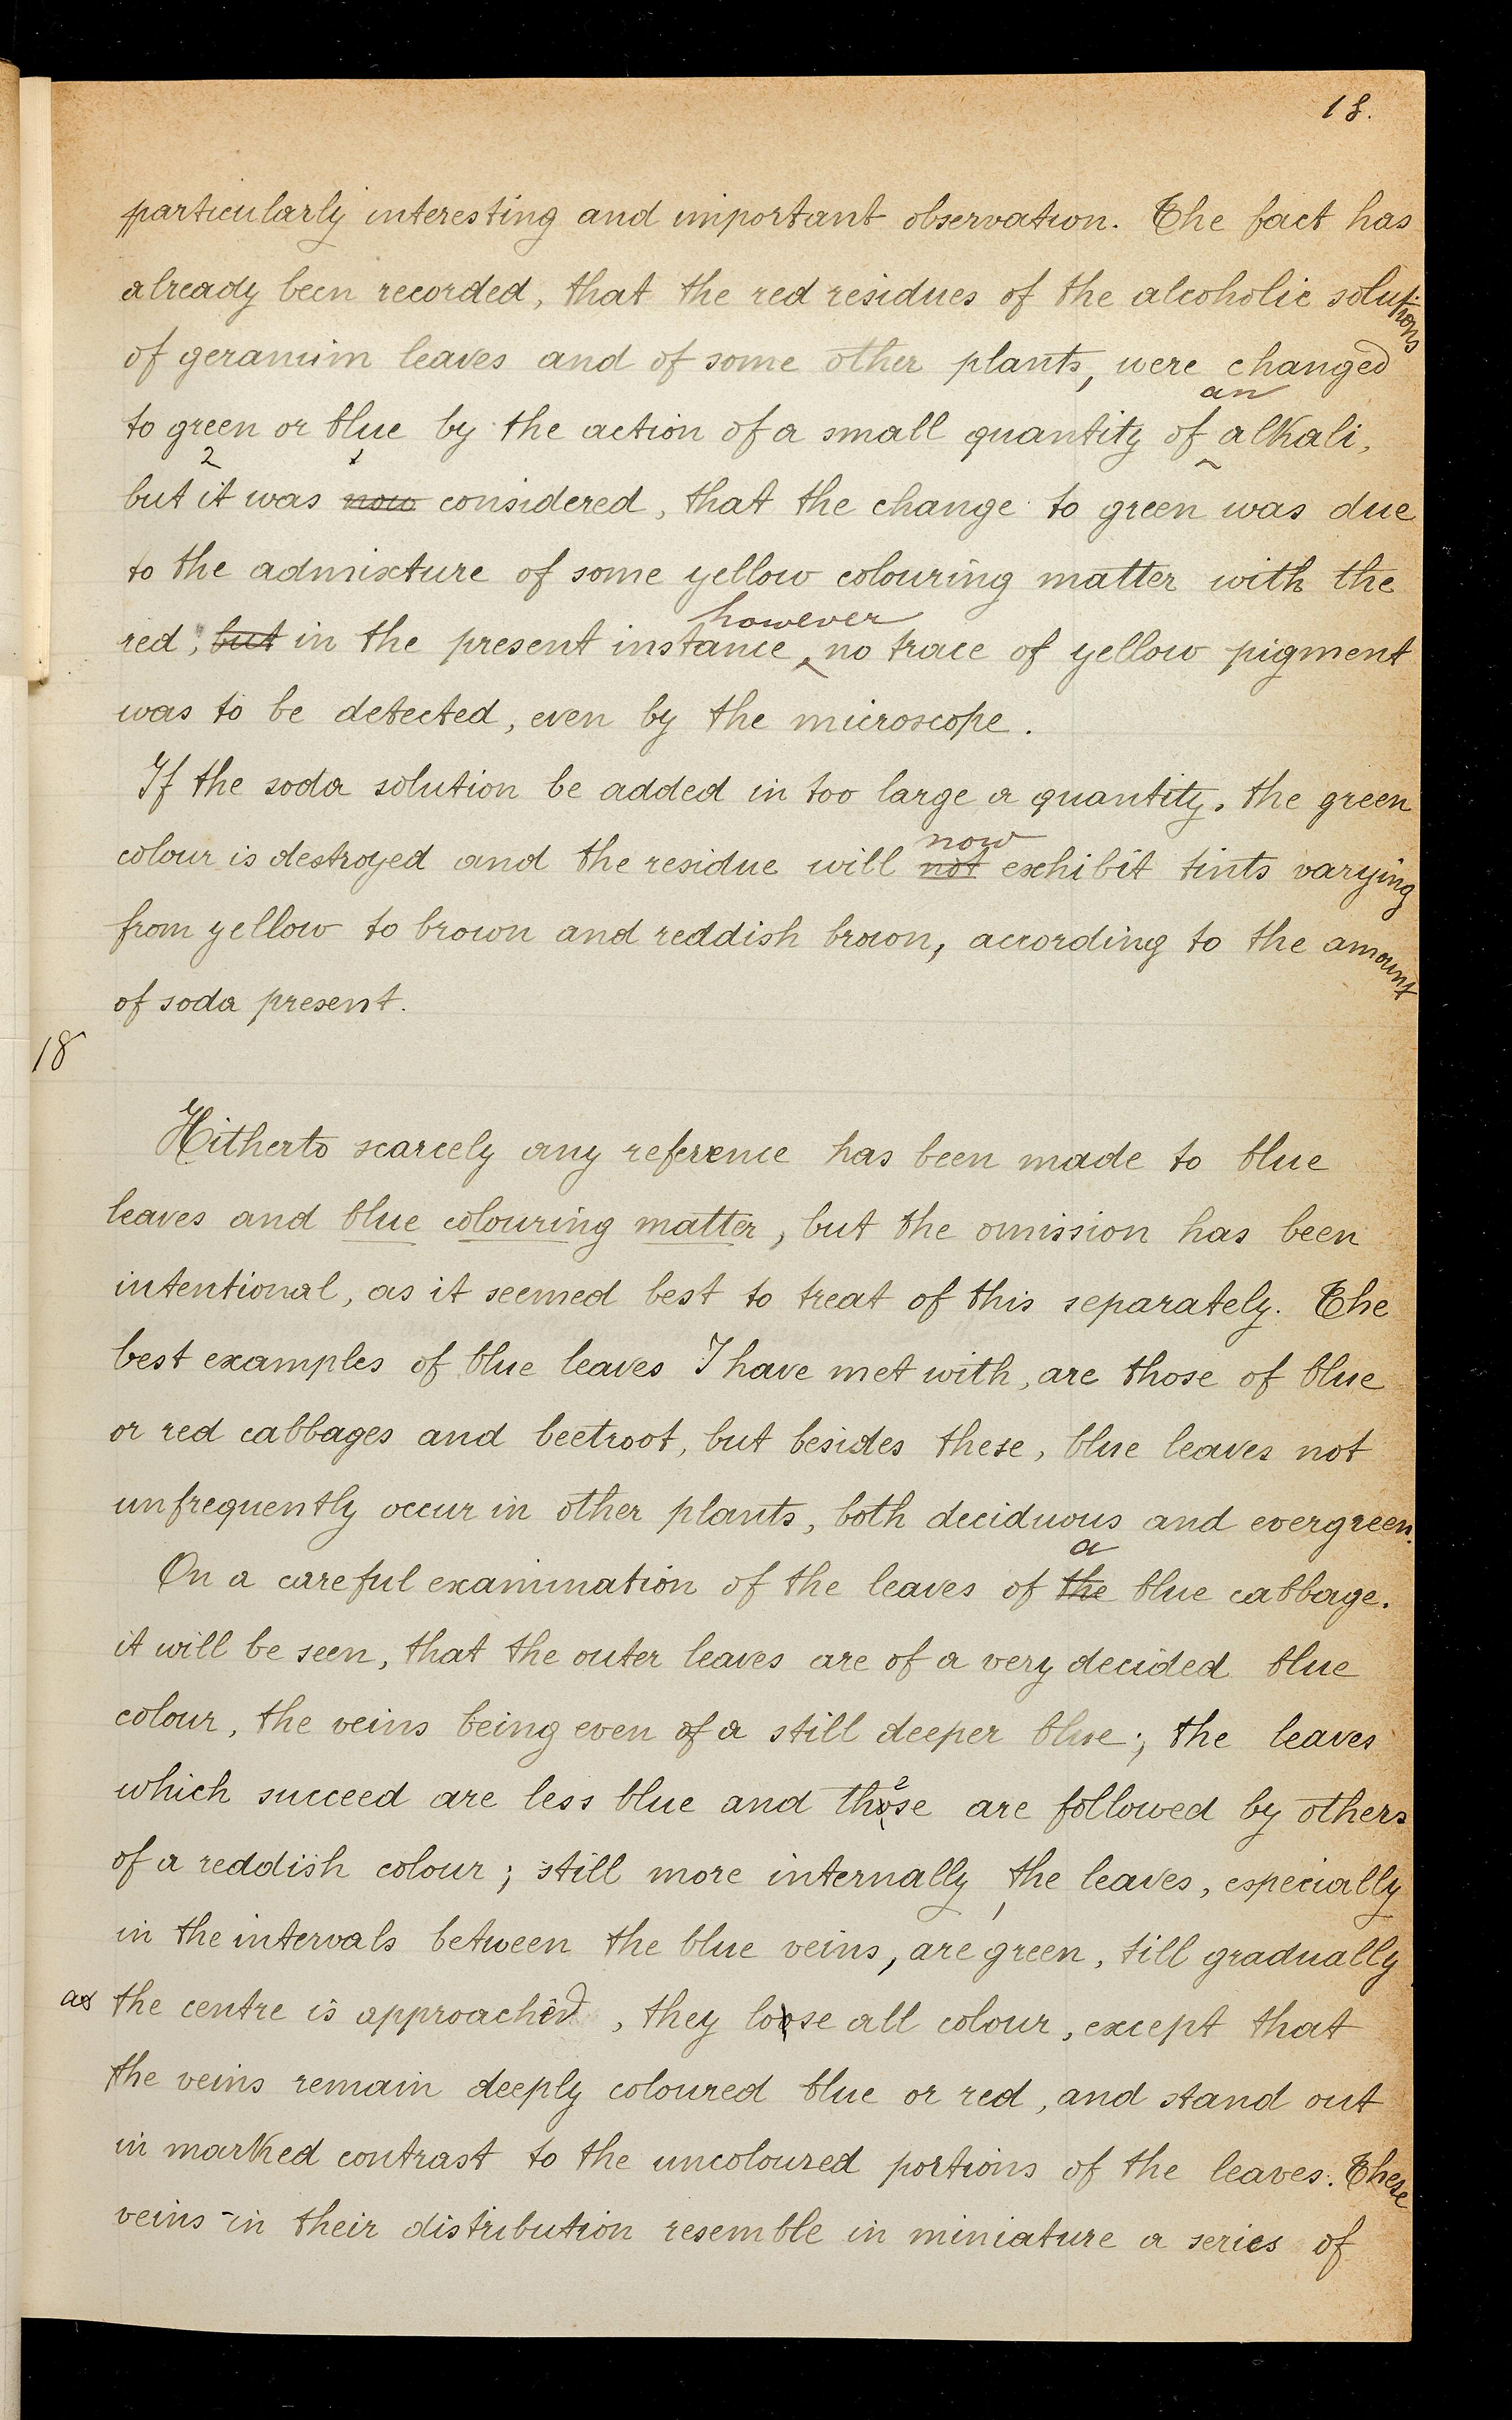 18.
particularly interesting and important observation. The fact has
already been recorded, that the red residues of the alcoholic solutions
of geranium leaves and of some other plants, were changed
an
to green or blue by the action of a small quantity of alkali,
2 1
but it was now considered, that the change to green was due
to the admixture of some yellow colouring matter with the
however
red, but in the present instance, no trace of yellow pigment
was to be detected, even by the microscope.
If the soda solution be added in too large a quantity, the green
now
colour is destroyed and the residue will not exhibit tints varying
from yellow to brown and reddish brown, according to the amount
of soda present.
18
Hitherto scarcely any reference has been made to blue
leaves and blue colouring matter, but the omission has been
intentional, as it seemed best to treat of this separately. The
best examples of blue leaves I have met with, are those of blue
or red cabbages and beetroot, but besides these, blue leaves not
unfrequently occur in other plants, both deciduous and evergreen.
a
On a careful examination of the leaves of the blue cabbage.
it will be seen, that the outer leaves are of a very decided blue
colour, the veins being even of a still deeper blue; the leaves
which succeed are less blue and these are followed by others
of a reddish colour; still more internally, the leaves, especially
in the intervals between the blue veins, are green, till gradually
as the centre is approached, they lose all colour, except that
the veins remain deeply coloured blue or red, and stand out
in marked contrast to the uncoloured portions of the leaves. These
veins in their distribution resemble in miniature a series of